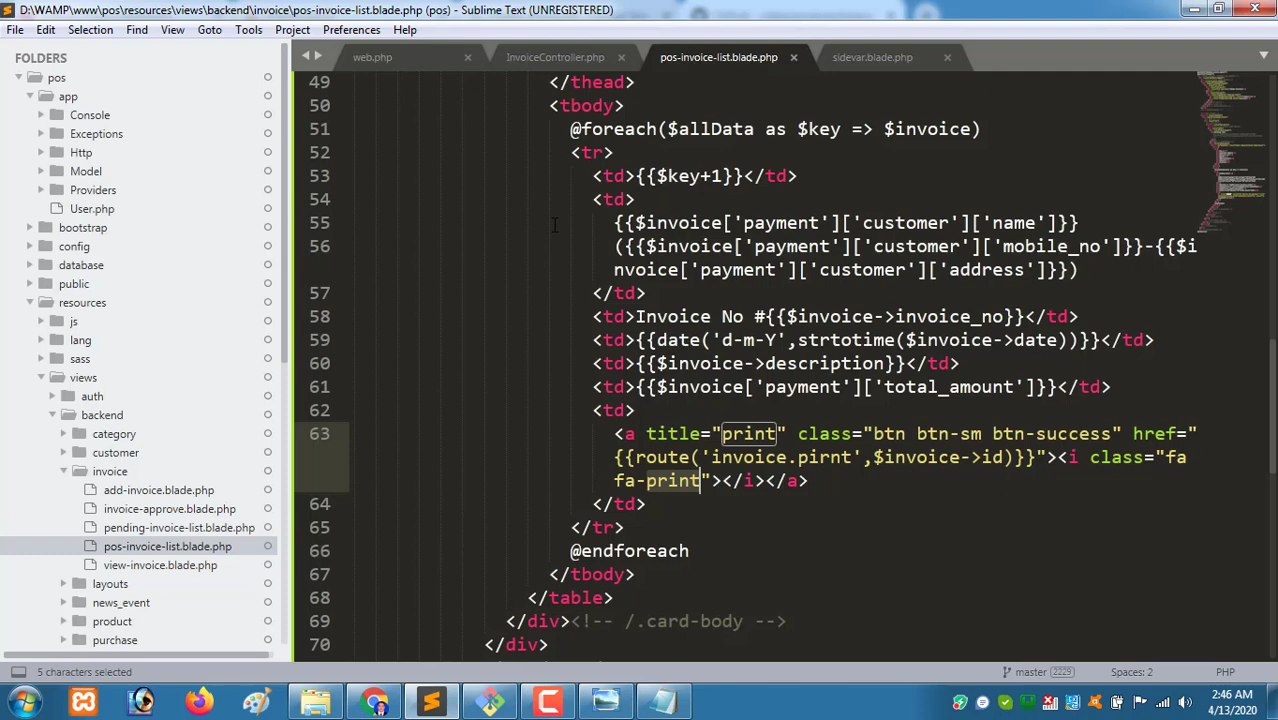 D:\WAMP\www\pos\resources\views\backend\invoice\pos-invoice-list.blade.php (pos) - Sublime Text (UNREGISTERED)
File Edit Selection Find View Goto Tools Project Preferences Help
FOLDERS
pos
app
Console
Exceptions
Http
Model
Providers
User.php
bootstrap
config
database
public
resources
js
lang
sass
views
auth
backend
category
customer
invoice
add-invoice.blade.php
invoice-approve.blade.php
pending-invoice-list.blade.php
pos-invoice-list.blade.php
view-invoice.blade.php
layouts
news_event
product
purchase
web.php × InvoiceController.php × pos-invoice-list.blade.php × sidevar.blade.php ×
49 </thead>
50 <tbody>
51 @foreach($allData as $key => $invoice)
52 <tr>
53 <td>{{$key+1}}</td>
54 <td>
55 {{$invoice['payment']['customer']['name']}}
56 ({{$invoice['payment']['customer']['mobile_no']}}-{{$i
nvoice['payment']['customer']['address']}})
57 </td>
58 <td>Invoice No #{{$invoice->invoice_no}}</td>
59 <td>{{date('d-m-Y',strtotime($invoice->date))}}</td>
60 <td>{{$invoice->description}}</td>
61 <td>{{$invoice['payment']['total_amount']}}</td>
62 <td>
63 <a title="print" class="btn btn-sm btn-success" href="
{{route('invoice.pirnt',$invoice->id)}}"><i class="fa
fa-print"></i></a>
64 </td>
65 </tr>
66 @endforeach
67 </tbody>
68 </table>
69 </div><!-- /.card-body -->
70 </div>
5 characters selected
master 2229
Spaces: 2
PHP
2:46 AM
4/13/2020